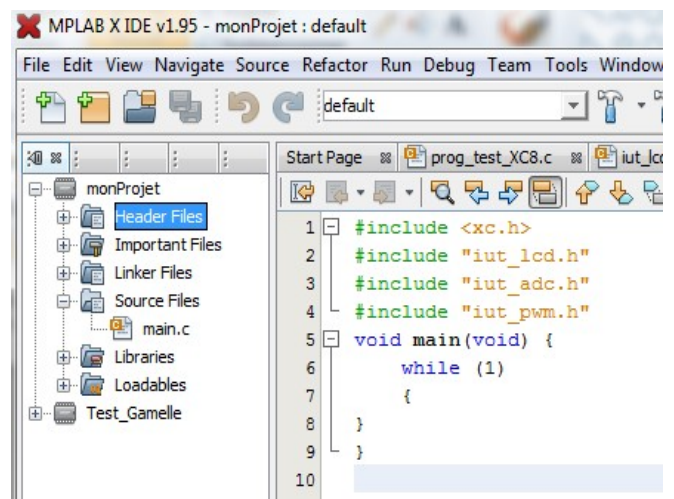 MPLAB X IDE v1.95 - monProjet : default
File Edit View Navigate Source Refactor Run Debug Team Tools Window
default
Start Page prog_test_XC8.c iut_lcd
monProjet
Header Files
Important Files
Linker Files
Source Files
main.c
Libraries
Loadables
Test_Gamelle
1 #include <xc.h>
2 #include "iut_lcd.h"
3 #include "iut_adc.h"
4 #include "iut_pwm.h"
5 void main(void) {
6 while (1)
7 {
8 }
9 }
10